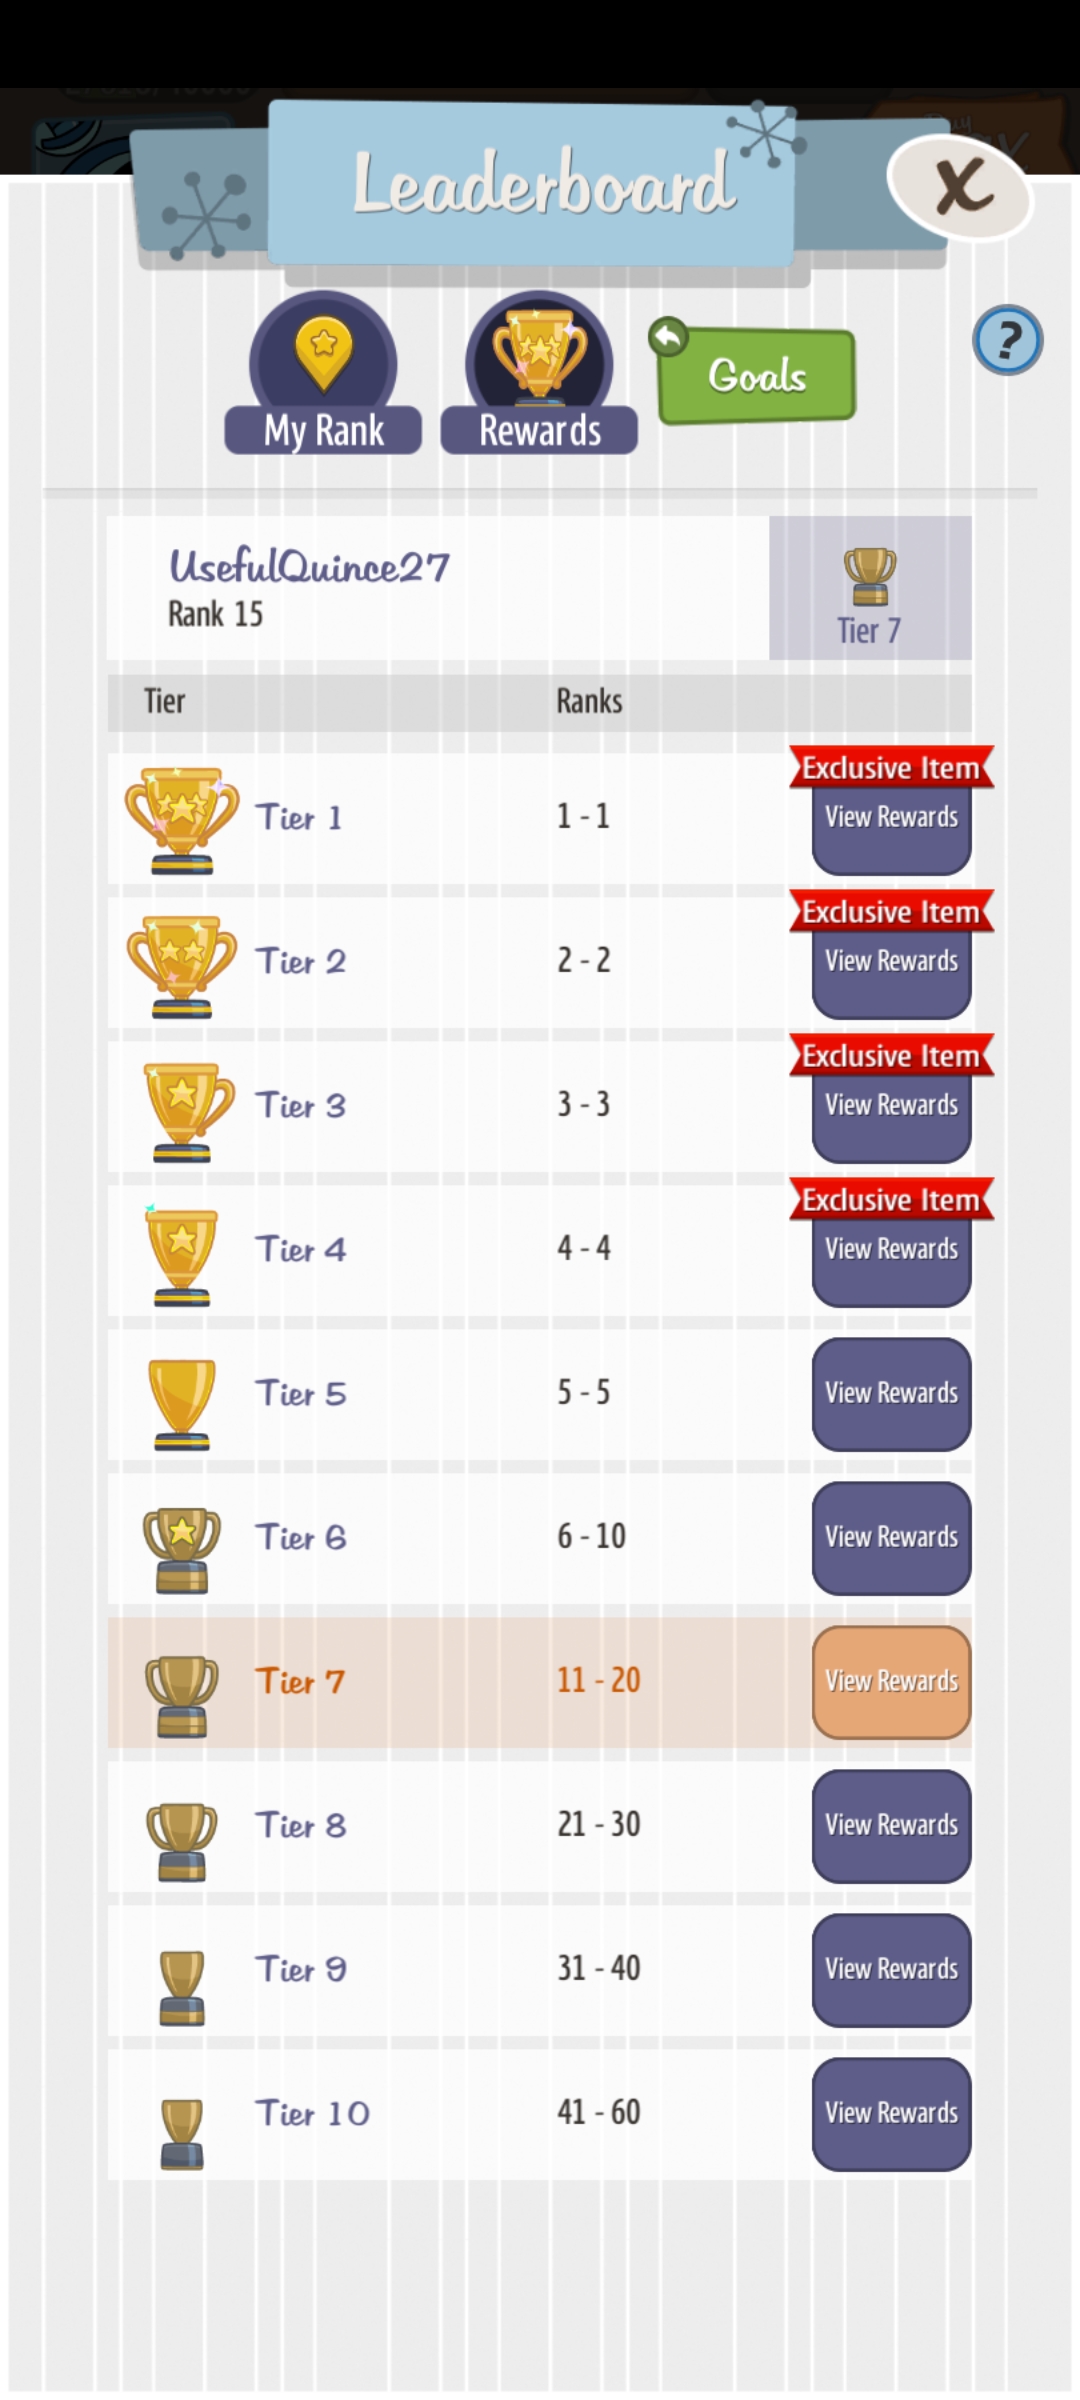 Leaderboard
X
My Rank
Rewards
Goals
?
UsefulQuince27
Rank 15
Tier 7
Tier Ranks
Exclusive Item
Tier 1 1 - 1 View Rewards
Exclusive Item
Tier 2 2 - 2 View Rewards
Exclusive Item
Tier 3 3 - 3 View Rewards
Exclusive Item
Tier 4 4 - 4 View Rewards
Tier 5 5 - 5 View Rewards
Tier 6 6 - 10 View Rewards
Tier 7 11 - 20 View Rewards
Tier 8 21 - 30 View Rewards
Tier 9 31 - 40 View Rewards
Tier 10 41 - 60 View Rewards